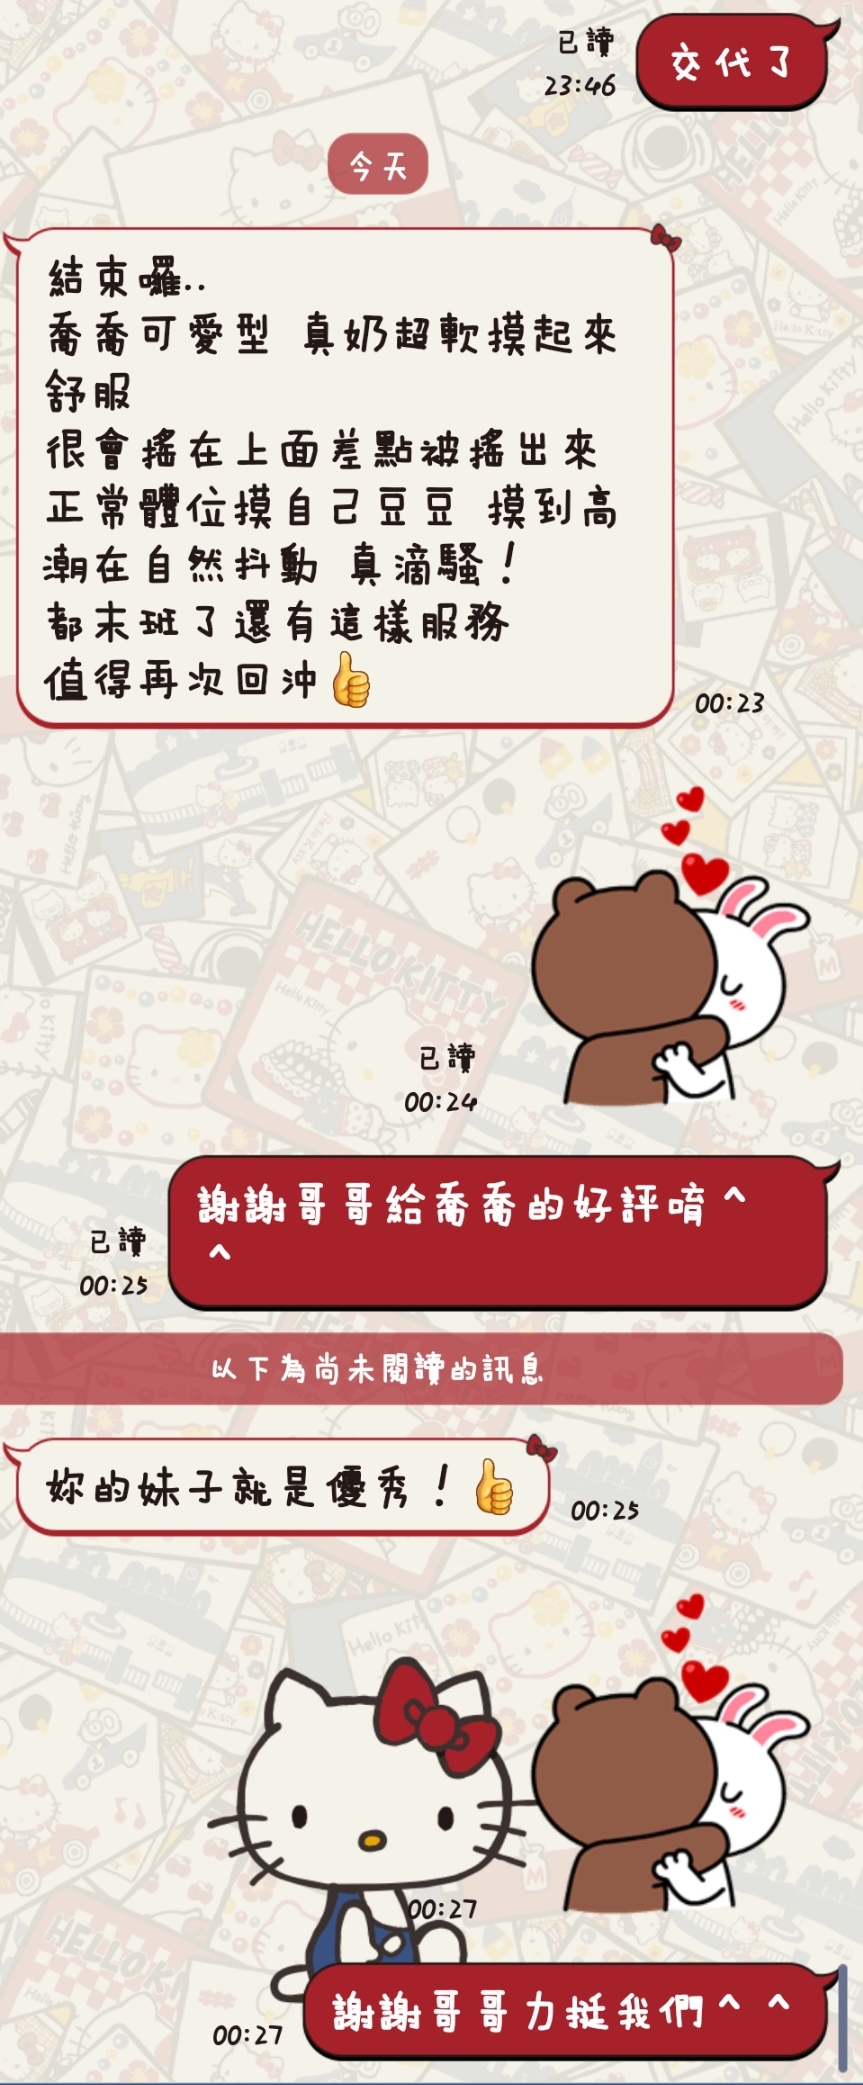 已讀
23:46
交代了
今天
結束囉..
喬喬可愛型 真奶超軟摸起來
舒服
很會搖在上面差點被搖出來
正常體位摸自己豆豆 摸到高
潮在自然抖動 真滴騷！
都末班了還有這樣服務
值得再次回沖👍
00:23
已讀
00:24
謝謝哥哥給喬喬的好評唷^
^
已讀
00:25
以下為尚未閱讀的訊息
妳的妹子就是優秀！👍
00:25
00:27
謝謝哥哥力挺我們^ ^
00:27
HELLO KITTY
Hello Kitty